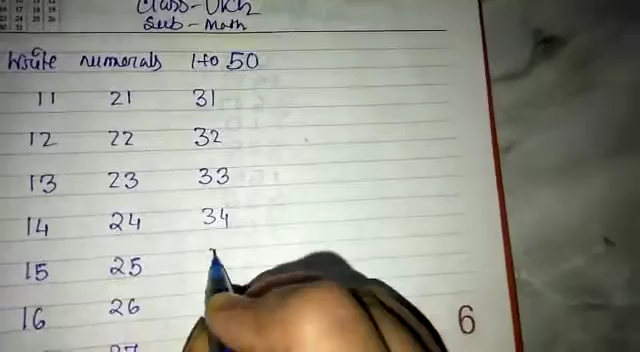 Class - UKG
Sub - Math
Write numerals 1 to 50
11 21 31
12 22 32
13 23 33
14 24 34
15 25
16 26
27
6